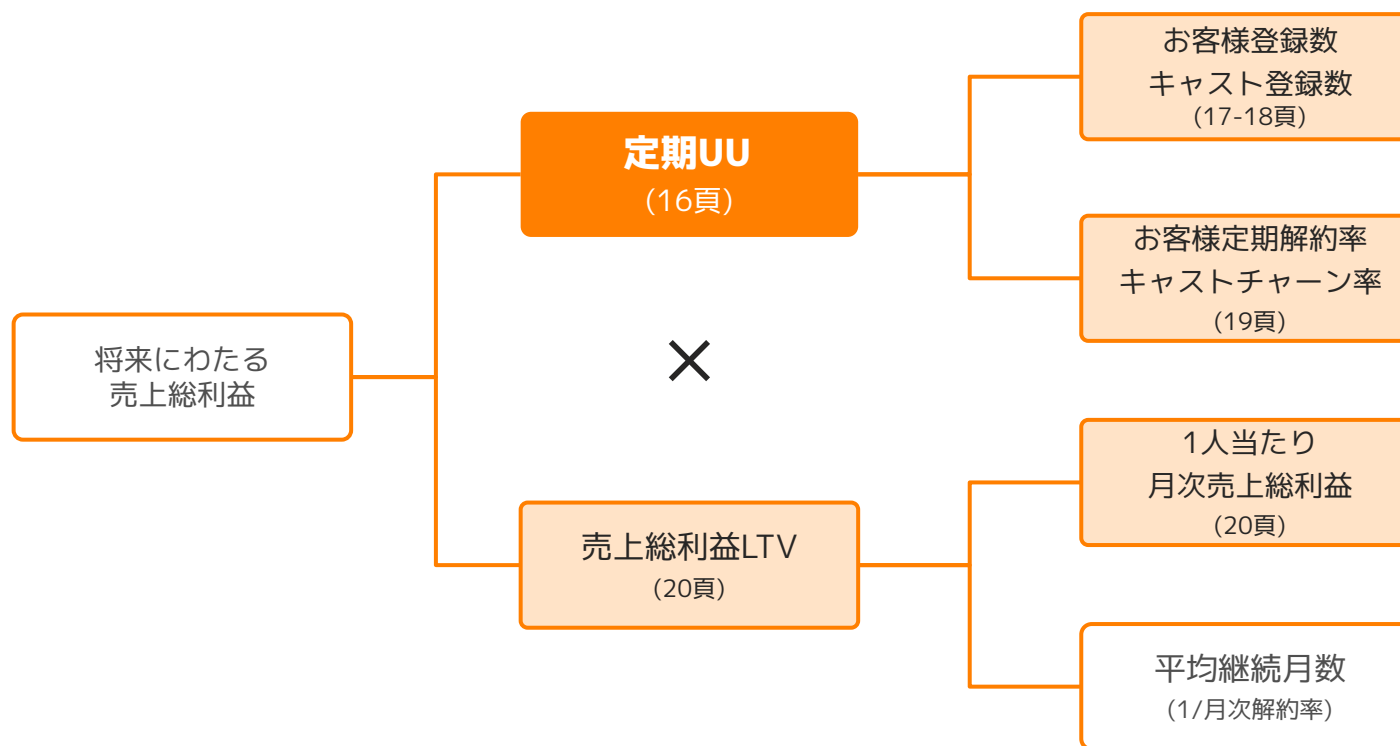 お客様登録数
キャスト登録数
(17-18頁)
定期UU
(16頁)
お客様定期解約率
キャストチャーン率
(19頁)
将来にわたる
売上総利益
×
1人当たり
月次売上総利益
(20頁)
売上総利益LTV
(20頁)
平均継続月数
(1/月次解約率)